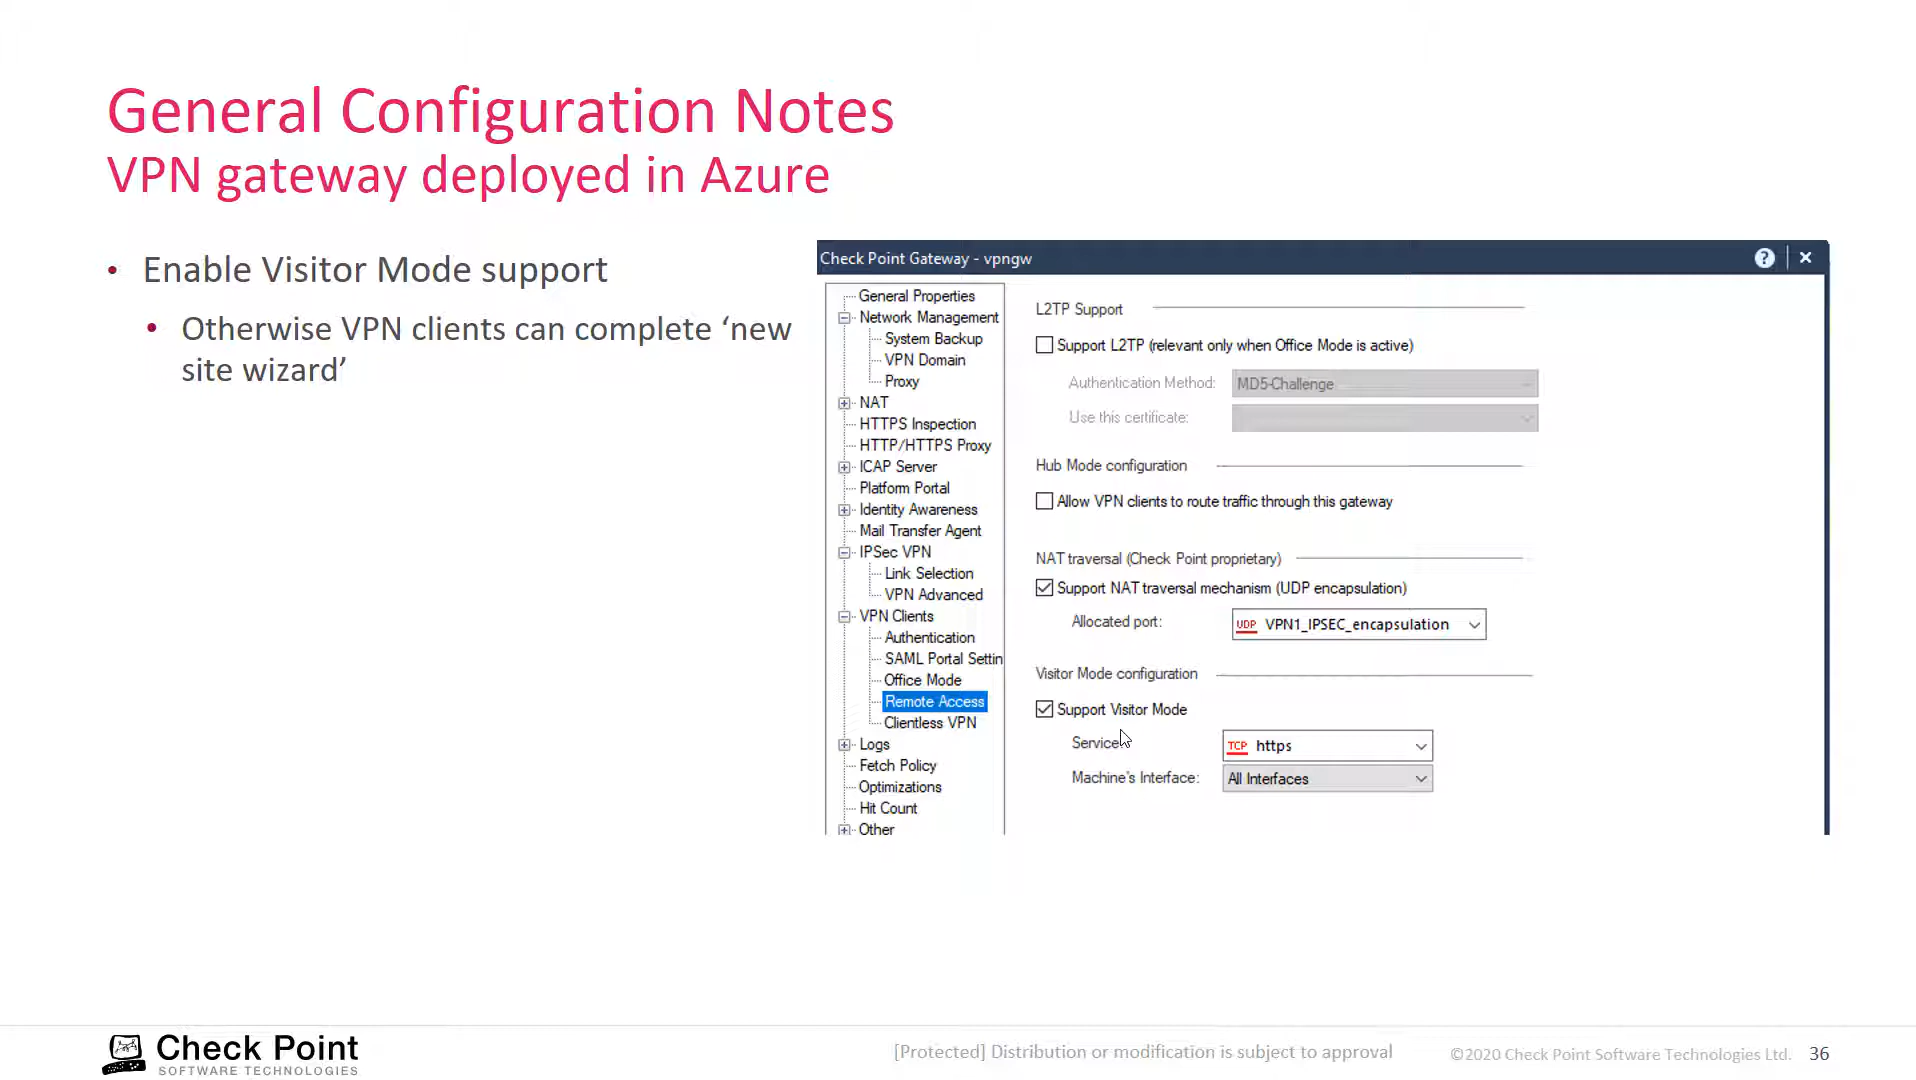 General Configuration Notes
VPN gateway deployed in Azure
• Enable Visitor Mode support
• Otherwise VPN clients can complete ‘new
site wizard’
Check Point Gateway - vpngw
General Properties
Network Management
System Backup
VPN Domain
Proxy
NAT
HTTPS Inspection
HTTP/HTTPS Proxy
ICAP Server
Platform Portal
Identity Awareness
Mail Transfer Agent
IPSec VPN
Link Selection
VPN Advanced
VPN Clients
Authentication
SAML Portal Settin
Office Mode
Remote Access
Clientless VPN
Logs
Fetch Policy
Optimizations
Hit Count
Other
L2TP Support
Support L2TP (relevant only when Office Mode is active)
Authentication Method: MD5-Challenge
Use this certificate:
Hub Mode configuration
Allow VPN clients to route traffic through this gateway
NAT traversal (Check Point proprietary)
Support NAT traversal mechanism (UDP encapsulation)
Allocated port: UDP VPN1_IPSEC_encapsulation
Visitor Mode configuration
Support Visitor Mode
Service TCP https
Machine's Interface: All Interfaces
Check Point
SOFTWARE TECHNOLOGIES
[Protected] Distribution or modification is subject to approval
©2020 Check Point Software Technologies Ltd. 36